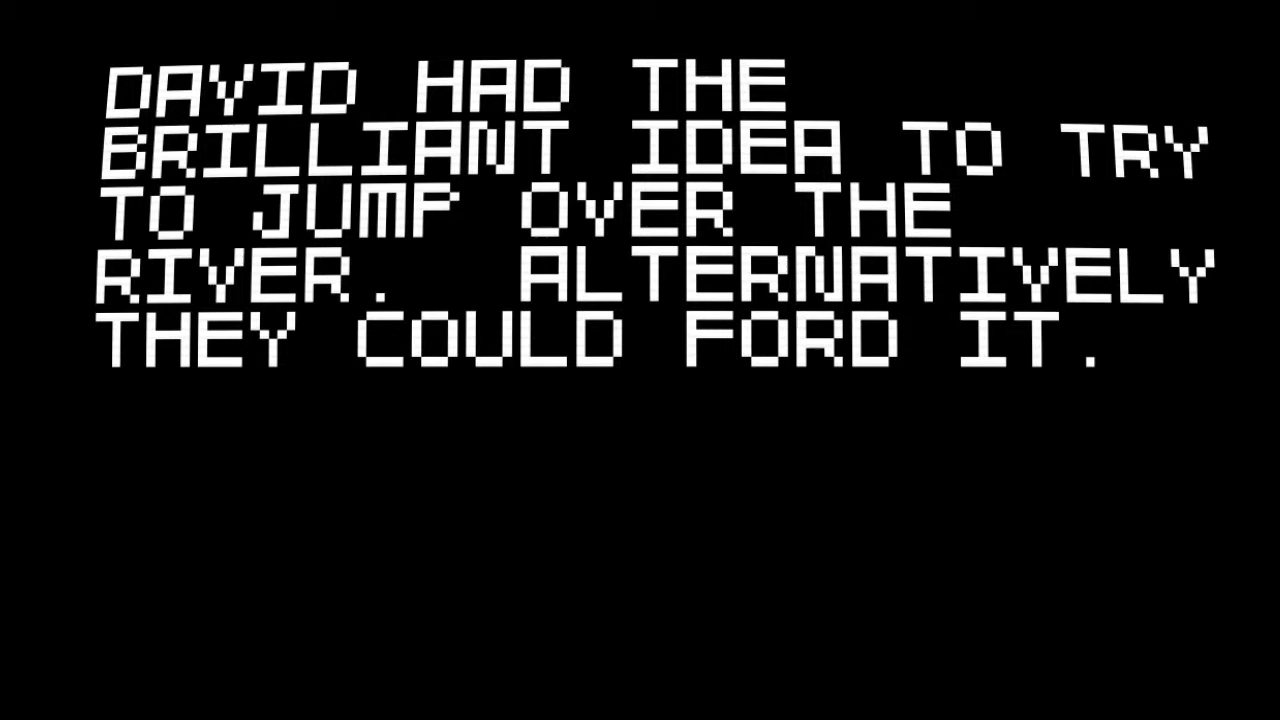 DAVID HAD THE
BRILLIANT IDEA TO TRY
TO JUMP OVER THE
RIVER.  ALTERNATIVELY
THEY COULD FORD IT.